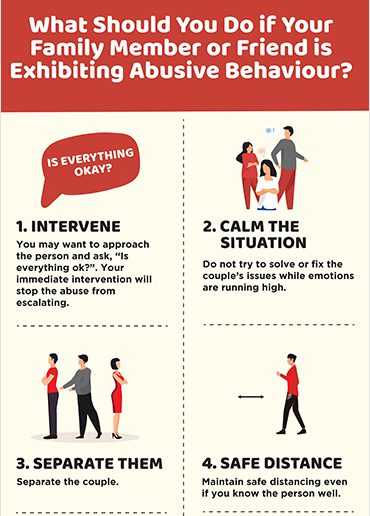 What Should You Do if Your
Family Member or Friend is
Exhibiting Abusive Behaviour?
IS EVERYTHING
OKAY?
1. INTERVENE
You may want to approach
the person and ask, “Is
everything ok?”. Your
immediate intervention will
stop the abuse from
escalating.
2. CALM THE
SITUATION
Do not try to solve or fix the
couple's issues while emotions
are running high.
3. SEPARATE THEM
Separate the couple.
4. SAFE DISTANCE
Maintain safe distancing even
if you know the person well.